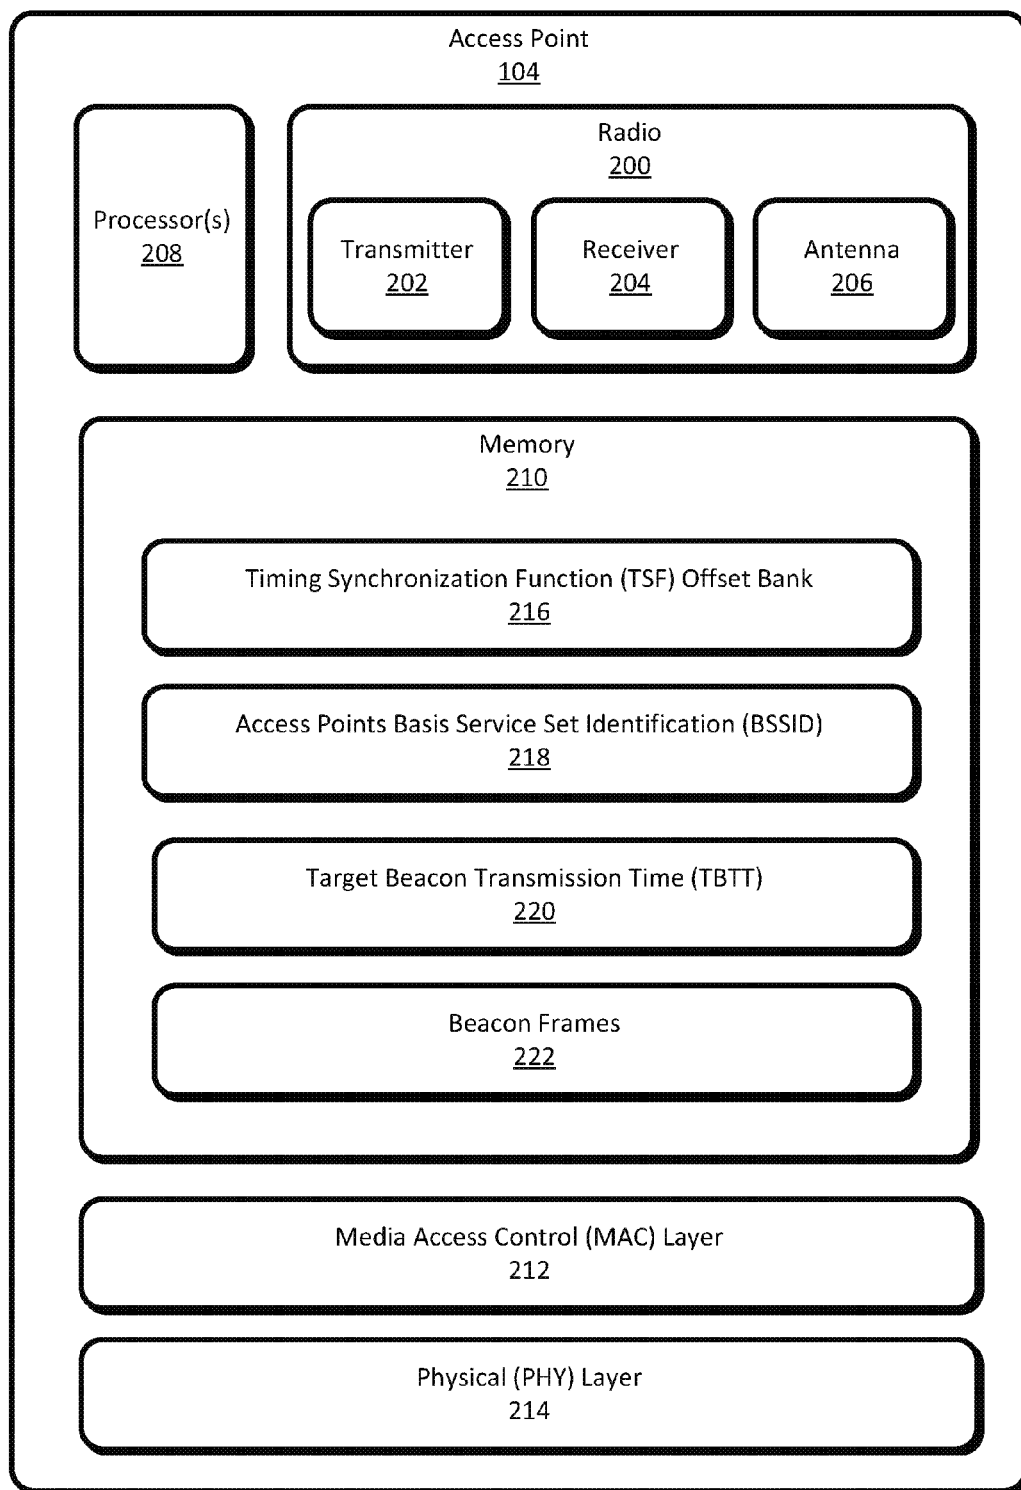 Access Point
104
Processor(s)
208
Radio
200
Transmitter
202
Receiver
204
Antenna
206
Memory
210
Timing Synchronization Function (TSF) Offset Bank
216
Access Points Basis Service Set Identification (BSSID)
218
Target Beacon Transmission Time (TBTT)
220
Beacon Frames
222
Media Access Control (MAC) Layer
212
Physical (PHY) Layer
214